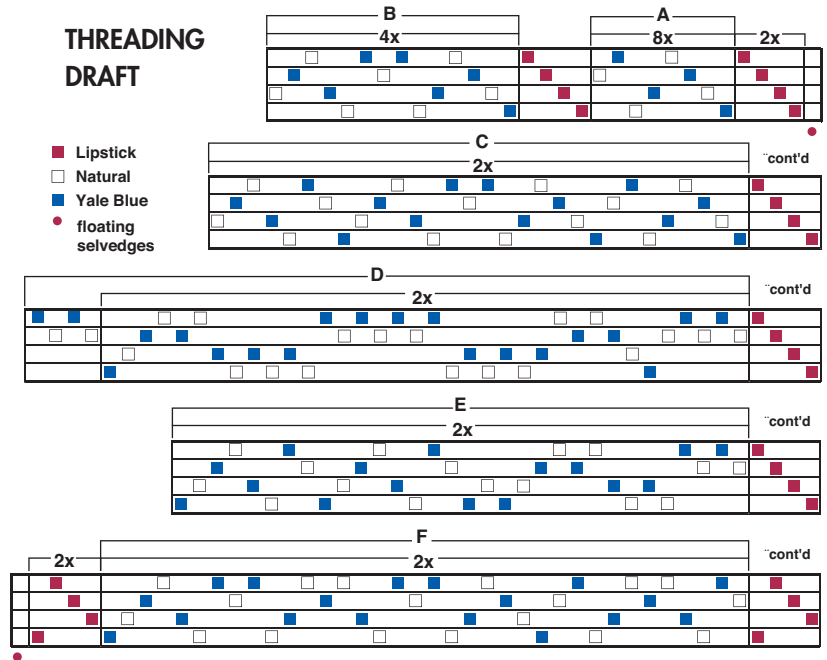 THREADING
DRAFT
B
4x
A
8x
2x
Lipstick
Natural
Yale Blue
floating
selvedges
C
2x
¨cont'd
D
2x
¨cont'd
E
2x
¨cont'd
F
2x
2x
¨cont'd